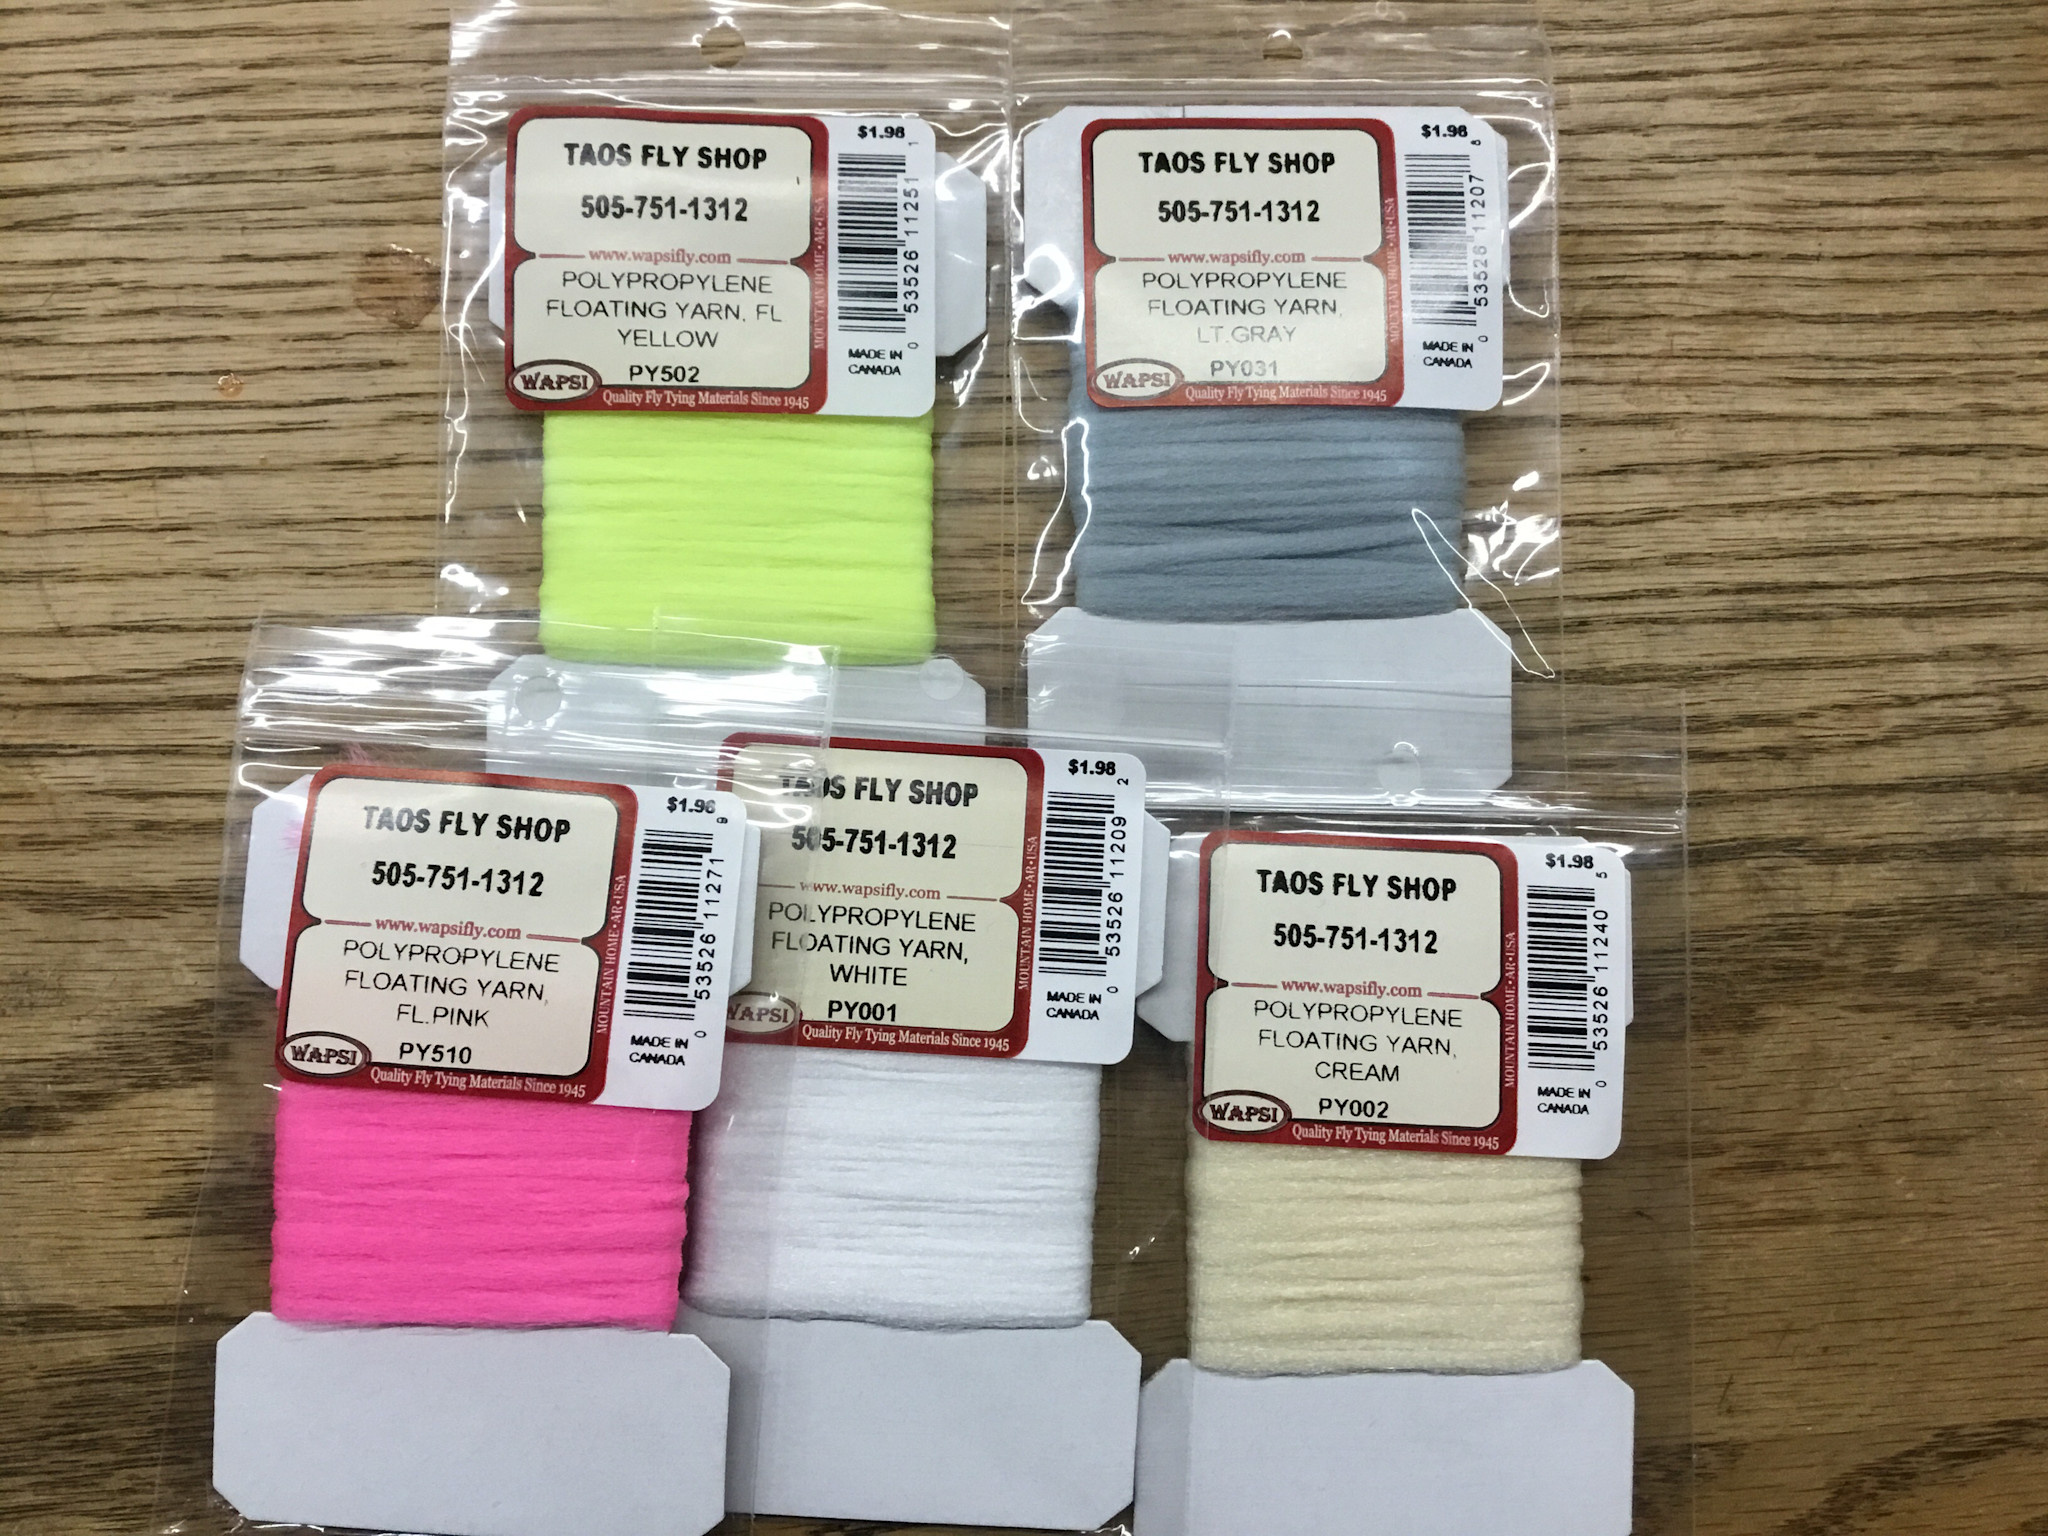 TAOS FLY SHOP
505-751-1312
www.wapsifly.com
POLYPROPYLENE
FLOATING YARN, FL
YELLOW
PY502
WAPSI
Quality Fly Tying Materials Since 1945
MOUNTAIN HOME•AR•USA
$1.98
0 53526 11251 1
MADE IN
CANADA
TAOS FLY SHOP
505-751-1312
www.wapsifly.com
POLYPROPYLENE
FLOATING YARN,
LT.GRAY
PY031
WAPSI
Quality Fly Tying Materials Since 1945
MOUNTAIN HOME•AR•USA
$1.98
0 53526 11207 8
MADE IN
CANADA
TAOS FLY SHOP
505-751-1312
www.wapsifly.com
POLYPROPYLENE
FLOATING YARN,
FL.PINK
PY510
WAPSI
Quality Fly Tying Materials Since 1945
MOUNTAIN HOME•AR•USA
$1.98
0 53526 11271 9
MADE IN
CANADA
TAOS FLY SHOP
505-751-1312
www.wapsifly.com
POLYPROPYLENE
FLOATING YARN,
WHITE
PY001
WAPSI
Quality Fly Tying Materials Since 1945
MOUNTAIN HOME•AR•USA
$1.98
0 53526 11209 2
MADE IN
CANADA
TAOS FLY SHOP
505-751-1312
www.wapsifly.com
POLYPROPYLENE
FLOATING YARN,
CREAM
PY002
WAPSI
Quality Fly Tying Materials Since 1945
MOUNTAIN HOME•AR•USA
$1.98
0 53526 11240 5
MADE IN
CANADA